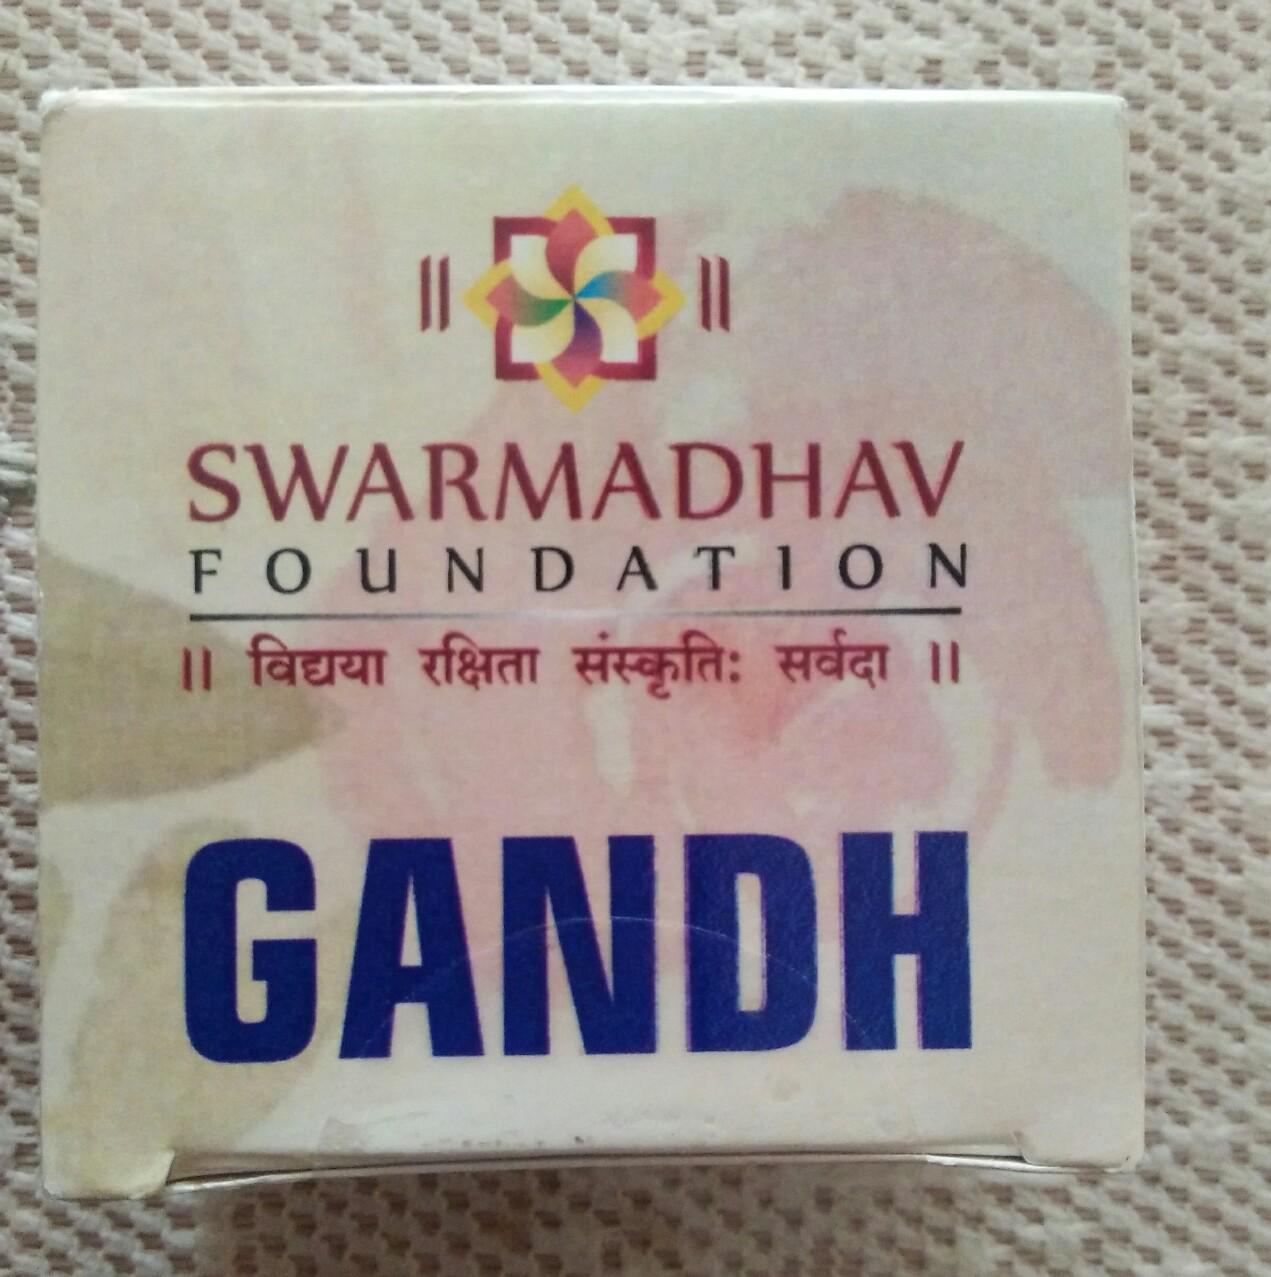 SWARMADHAV
FOUNDATION
|| विद्यया रक्षिता संस्कृतिः सर्वदा ||
GANDH